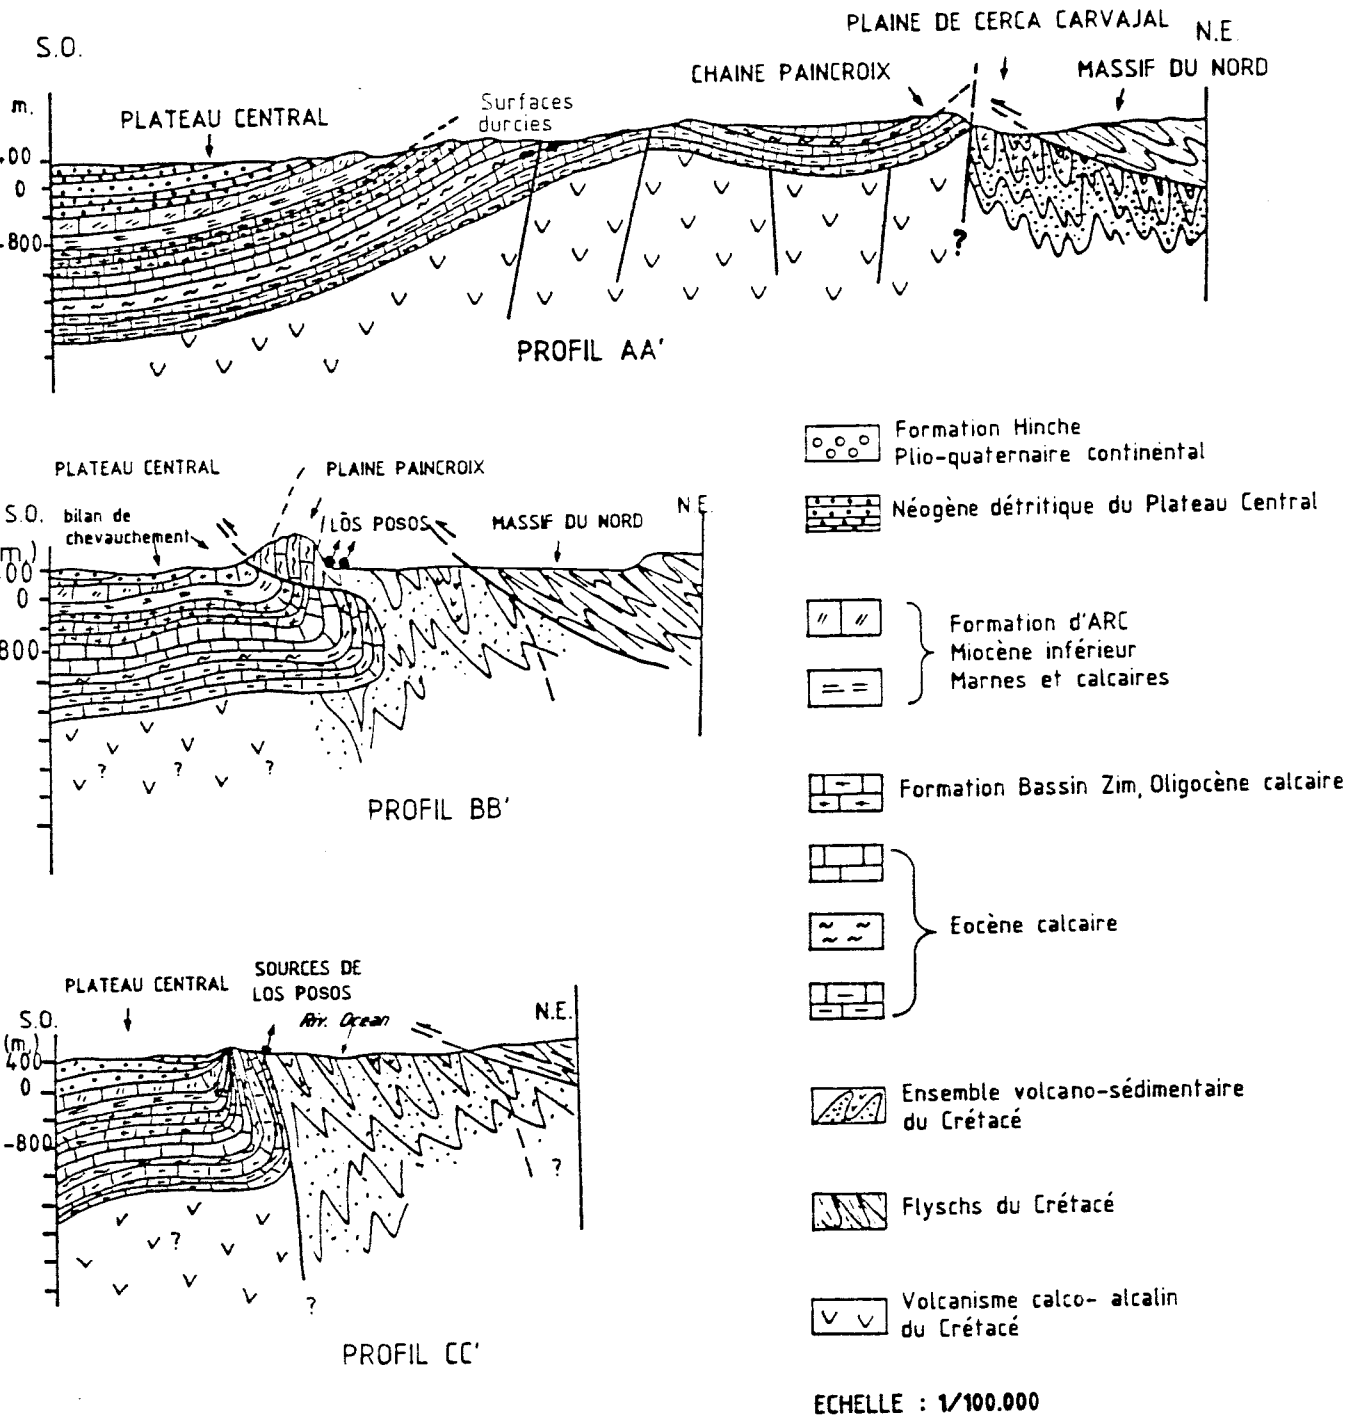 PLAINE DE CERCA CARVAJAL
S.O.
N.E.
CHAINE PAINCROIX
MASSIF DU NORD
m.
PLATEAU CENTRAL
Surfaces
durcies
400
0
-800
?
PROFIL AA'
PLATEAU CENTRAL
PLAINE PAINCROIX
S.O.
bilan de
chevauchement
LOS POSOS
MASSIF DU NORD
N.E.
(m.)
00
0
800
? ? ?
PROFIL BB'
PLATEAU CENTRAL
SOURCES DE
LOS POSOS
Riv. Ocean
S.O.
N.E.
(m.)
400
0
-800
?
?
?
PROFIL CC'
Formation Hinche
Plio-quaternaire continental
Néogène détritique du Plateau Central
Formation d'ARC
Miocène inférieur
Marnes et calcaires
Formation Bassin Zim, Oligocène calcaire
Eocène calcaire
Ensemble volcano-sédimentaire
du Crétacé
Flyschs du Crétacé
Volcanisme calco-alcalin
du Crétacé
ECHELLE : 1/100.000